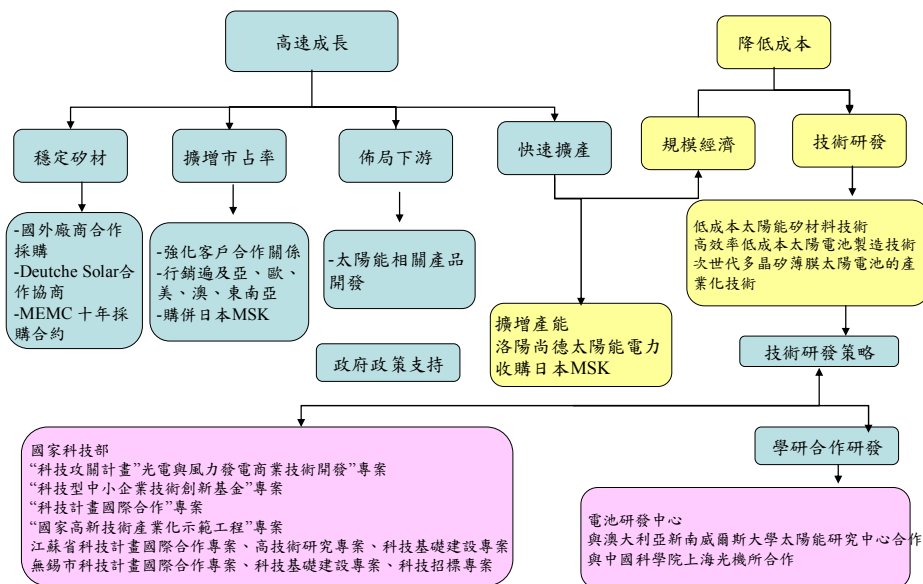 高速成長
降低成本
穩定矽材
擴增市占率
佈局下游
快速擴產
規模經濟
技術研發
-國外廠商合作
採購
-Deutche Solar合
作協商
-MEMC 十年採
購合約
-強化客戶合作關係
-行銷遍及亞、歐、
美、澳、東南亞
-購併日本MSK
-太陽能相關產品
開發
擴增產能
洛陽尚德太陽能電力
收購日本MSK
低成本太陽能矽材料技術
高效率低成本太陽電池製造技術
次世代多晶矽薄膜太陽電池的產
業化技術
政府政策支持
技術研發策略
國家科技部
“科技攻關計畫”光電與風力發電商業技術開發”專案
“科技型中小企業技術創新基金”專案
“科技計畫國際合作”專案
“國家高新技術產業化示範工程”專案
江蘇省科技計畫國際合作專案、高技術研究專案、科技基礎建設專案
無錫市科技計畫國際合作專案、科技基礎建設專案、科技招標專案
學研合作研發
電池研發中心
與澳大利亞新南威爾斯大學太陽能研究中心合作
與中國科學院上海光機所合作